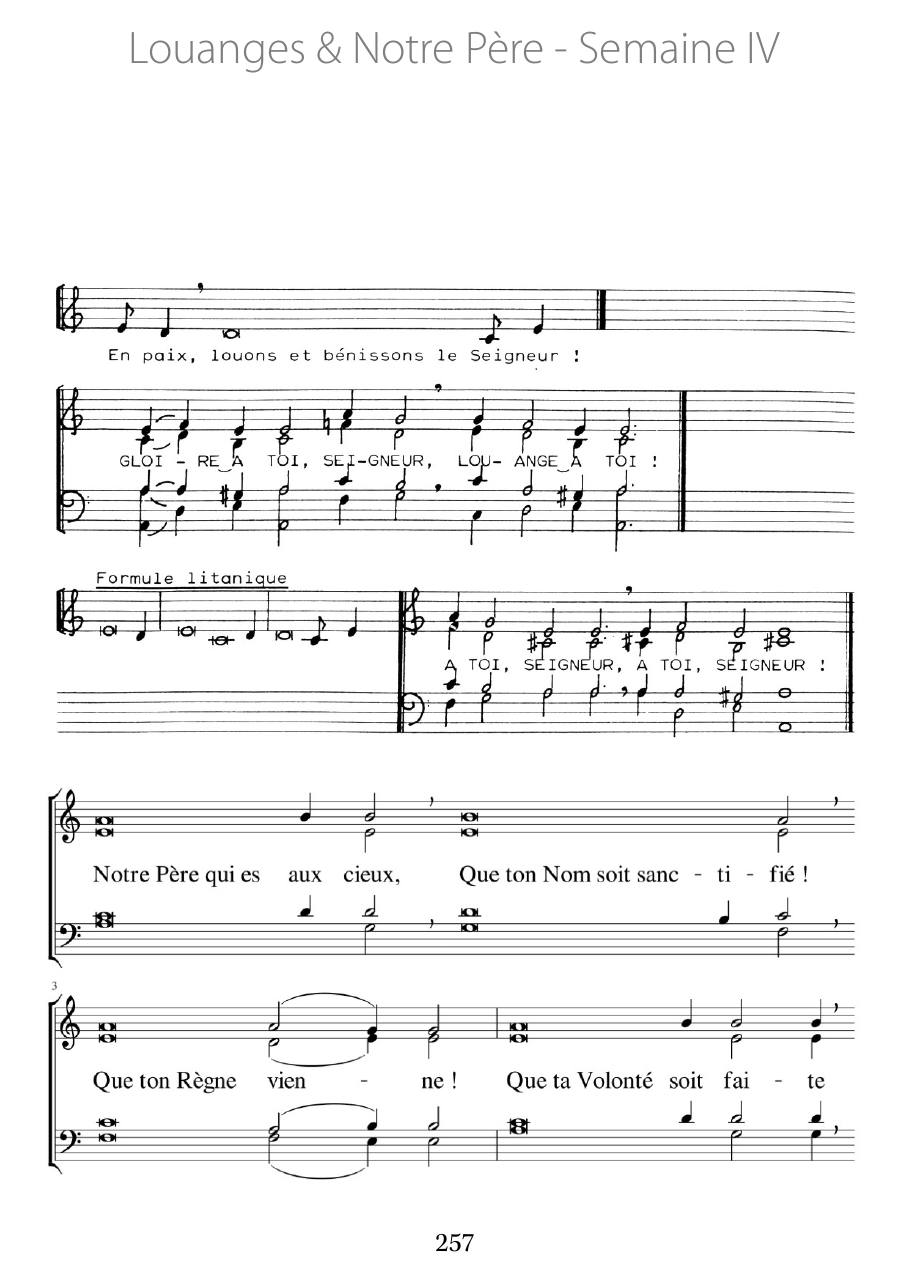 Louanges & Notre Père - Semaine IV
En paix, louons et bénissons le Seigneur !
GLOI - RE A TOI, SEI-GNEUR, LOU- ANGE A TOI !
Formule litanique
A TOI, SEIGNEUR, A TOI, SEIGNEUR !
Notre Père qui es aux cieux, Que ton Nom soit sanc - ti - fié !
3
Que ton Règne vien - ne ! Que ta Volonté soit fai - te
257